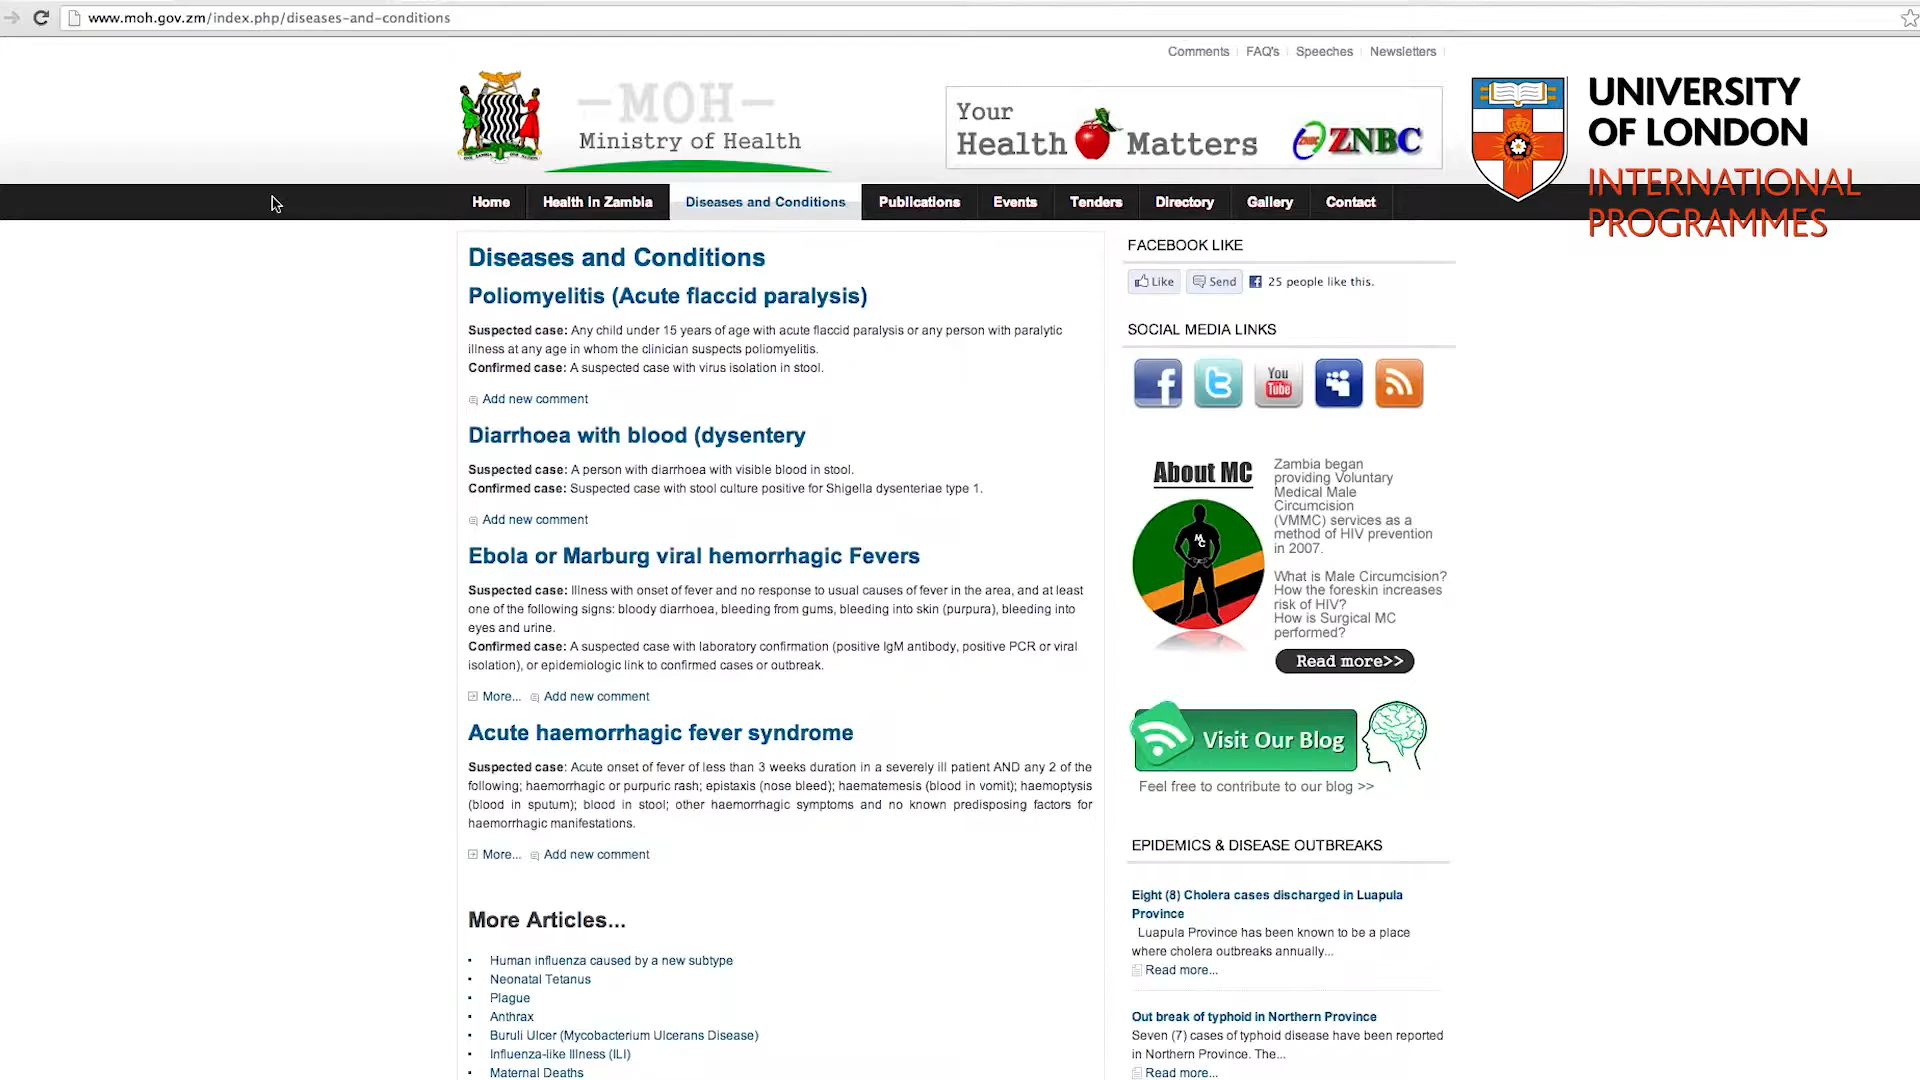 www.moh.gov.zm/index.php/diseases-and-conditions
Comments FAQ's Speeches Newsletters
MOH
Ministry of Health
Your
Health Matters
ZNBC
UNIVERSITY
OF LONDON
INTERNATIONAL
PROGRAMMES
Home Health in Zambia Diseases and Conditions Publications Events Tenders Directory Gallery Contact
Diseases and Conditions
Poliomyelitis (Acute flaccid paralysis)
Suspected case: Any child under 15 years of age with acute flaccid paralysis or any person with paralytic
illness at any age in whom the clinician suspects poliomyelitis.
Confirmed case: A suspected case with virus isolation in stool.
Add new comment
Diarrhoea with blood (dysentery
Suspected case: A person with diarrhoea with visible blood in stool.
Confirmed case: Suspected case with stool culture positive for Shigella dysenteriae type 1.
Add new comment
Ebola or Marburg viral hemorrhagic Fevers
Suspected case: Illness with onset of fever and no response to usual causes of fever in the area, and at least
one of the following signs: bloody diarrhoea, bleeding from gums, bleeding into skin (purpura), bleeding into
eyes and urine.
Confirmed case: A suspected case with laboratory confirmation (positive IgM antibody, positive PCR or viral
isolation), or epidemiologic link to confirmed cases or outbreak.
More... Add new comment
Acute haemorrhagic fever syndrome
Suspected case: Acute onset of fever of less than 3 weeks duration in a severely ill patient AND any 2 of the
following; haemorrhagic or purpuric rash; epistaxis (nose bleed); haematemesis (blood in vomit); haemoptysis
(blood in sputum); blood in stool; other haemorrhagic symptoms and no known predisposing factors for
haemorrhagic manifestations.
More... Add new comment
More Articles...
Human influenza caused by a new subtype
Neonatal Tetanus
Plague
Anthrax
Buruli Ulcer (Mycobacterium Ulcerans Disease)
Influenza-like Illness (ILI)
Maternal Deaths
FACEBOOK LIKE
Like Send 25 people like this.
SOCIAL MEDIA LINKS
You
Tube
About MC
MC
Zambia began
providing Voluntary
Medical Male
Circumcision
(VMMC) services as a
method of HIV prevention
in 2007.
What is Male Circumcision?
How the foreskin increases
risk of HIV?
How is Surgical MC
performed?
Read more>>
Visit Our Blog
Feel free to contribute to our blog >>
EPIDEMICS & DISEASE OUTBREAKS
Eight (8) Cholera cases discharged in Luapula
Province
Luapula Province has been known to be a place
where cholera outbreaks annually...
Read more...
Out break of typhoid in Northern Province
Seven (7) cases of typhoid disease have been reported
in Northern Province. The...
Read more...